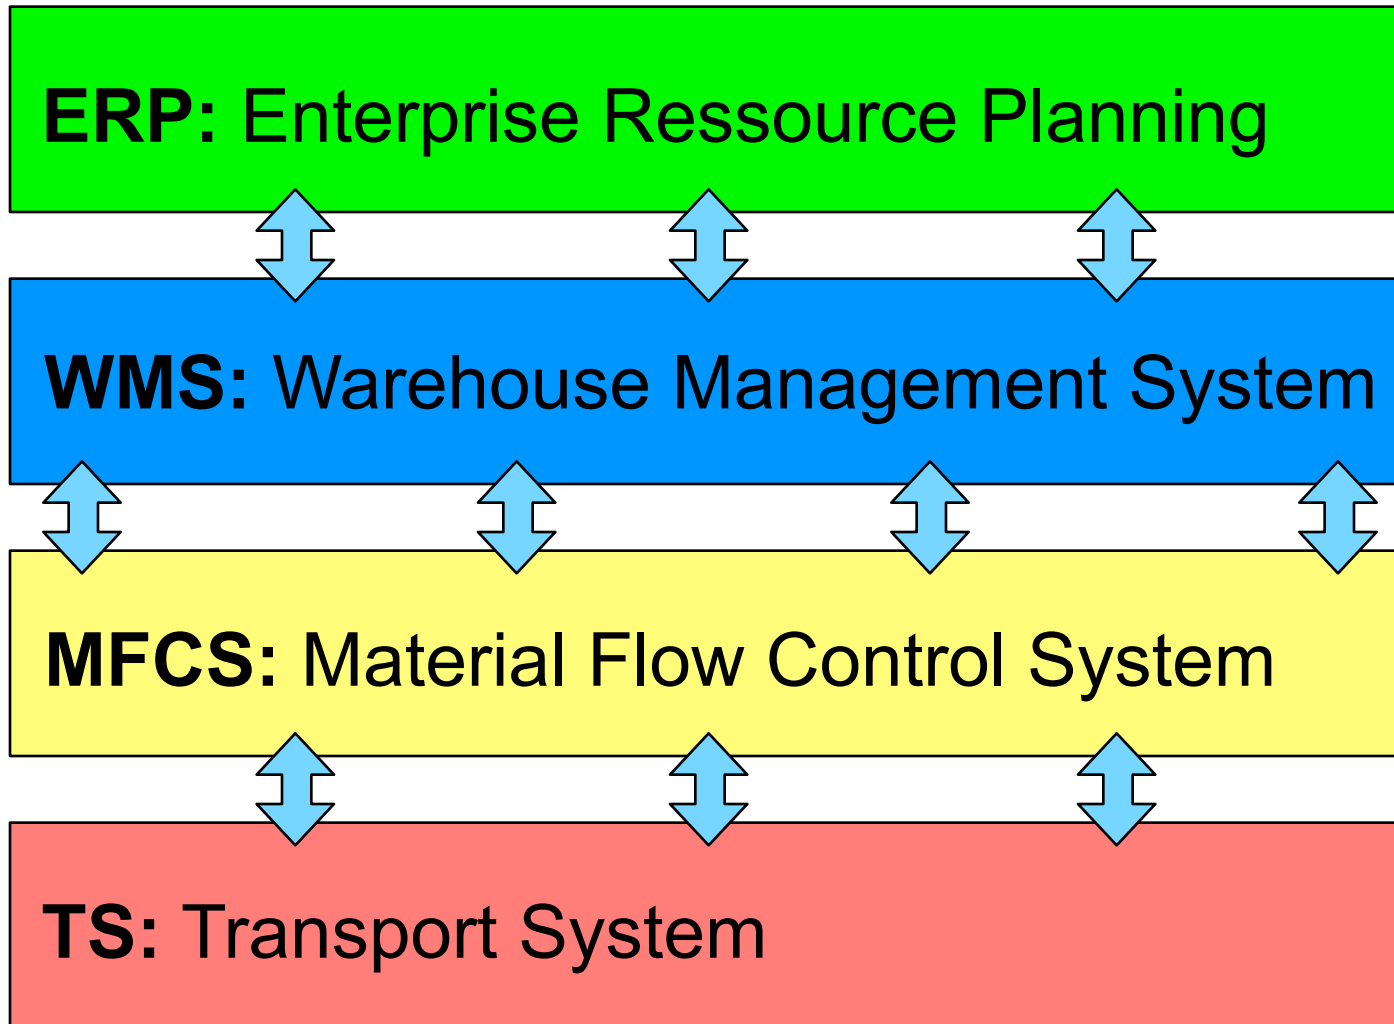 ERP: Enterprise Ressource Planning
WMS: Warehouse Management System
MFCS: Material Flow Control System
TS: Transport System